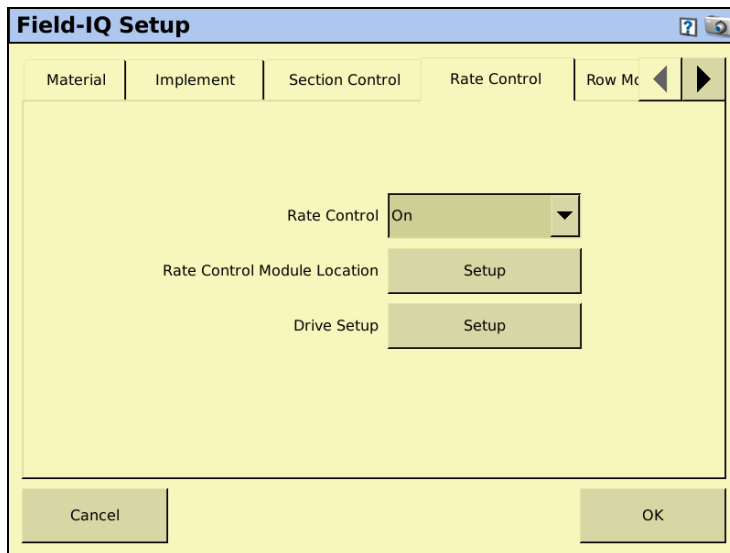 Field-IQ Setup
?
Material Implement Section Control Rate Control Row Mo
Rate Control On
Rate Control Module Location Setup
Drive Setup Setup
Cancel OK